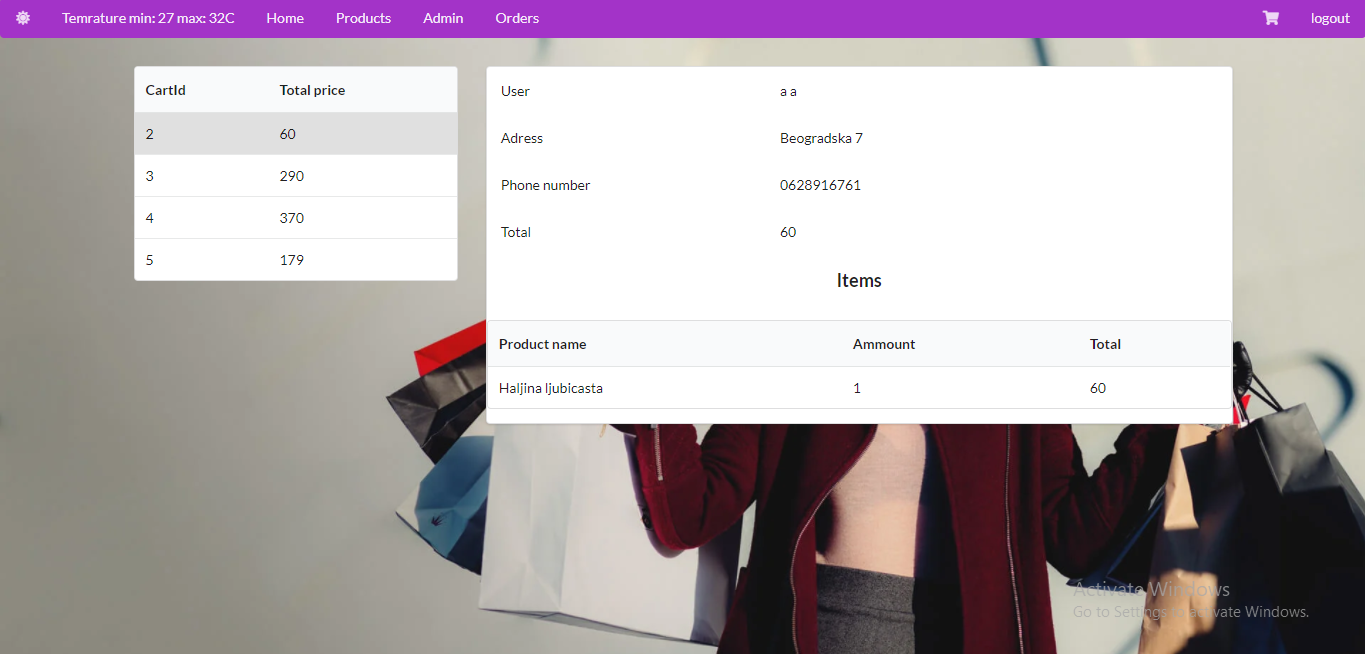 Temrature min: 27 max: 32C Home Products Admin Orders logout
CartId Total price
2 60
3 290
4 370
5 179
User a a
Adress Beogradska 7
Phone number 0628916761
Total 60
Items
Product name Ammount Total
Haljina ljubicasta 1 60
Activate Windows
Go to Settings to activate Windows.